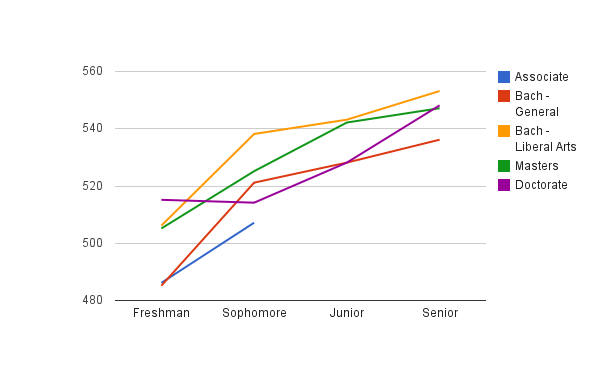 560
540
520
500
480
Freshman
Sophomore
Junior
Senior
Associate
Bach -
General
Bach -
Liberal Arts
Masters
Doctorate